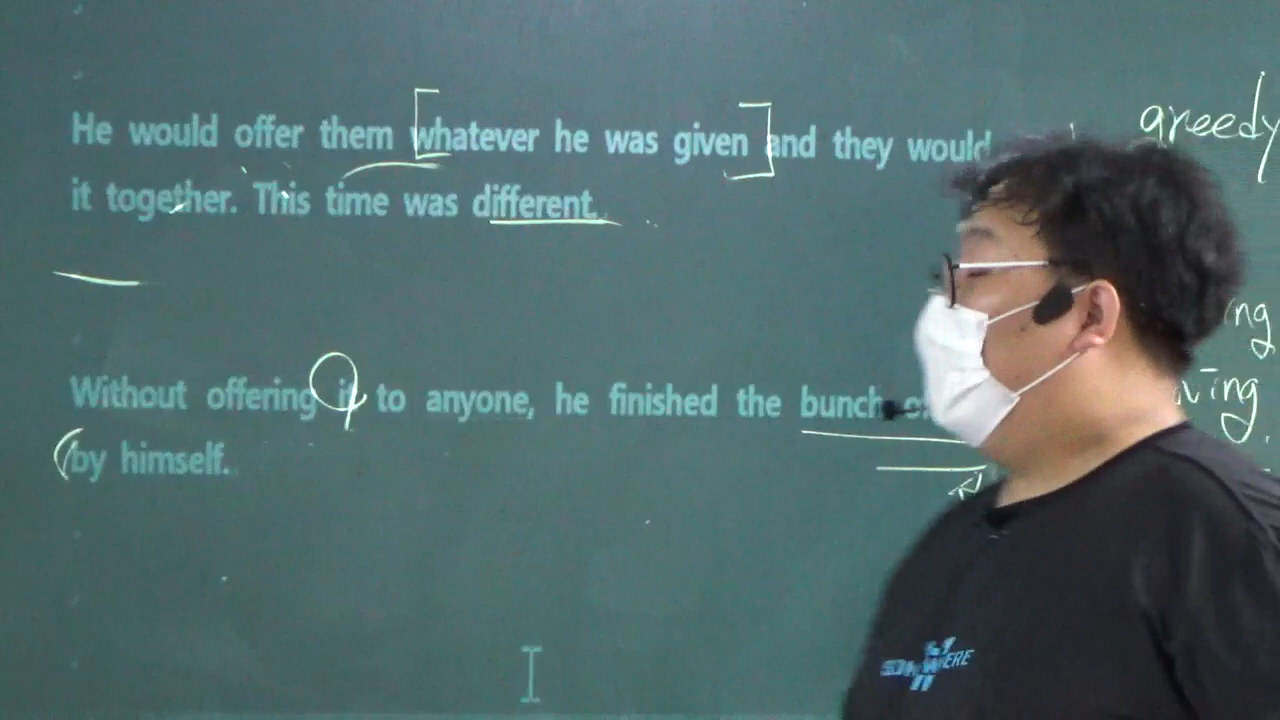 He would offer them whatever he was given and they would
it together. This time was different.
Without offering it to anyone, he finished the bunch
by himself.
greedy